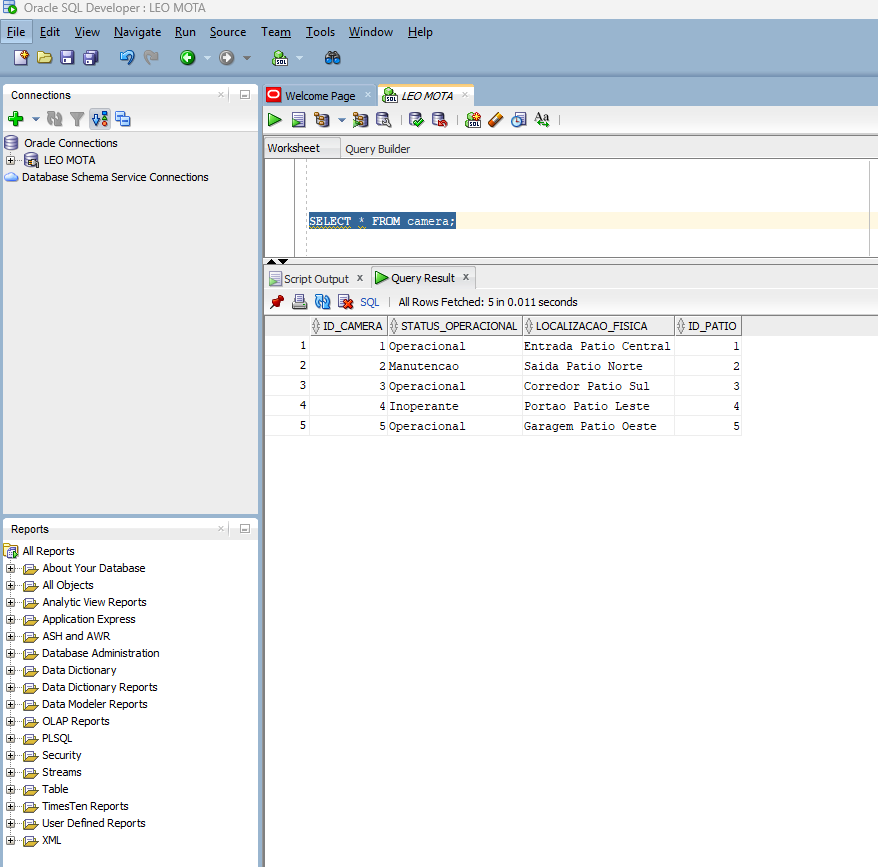 Oracle SQL Developer : LEO MOTA
File Edit View Navigate Run Source Team Tools Window Help
Connections
Oracle Connections
LEO MOTA
Database Schema Service Connections
Reports
All Reports
About Your Database
All Objects
Analytic View Reports
Application Express
ASH and AWR
Database Administration
Data Dictionary
Data Dictionary Reports
Data Modeler Reports
OLAP Reports
PLSQL
Security
Streams
Table
TimesTen Reports
User Defined Reports
XML
Welcome Page LEO MOTA
Aa
Worksheet Query Builder
SELECT * FROM camera;
Script Output Query Result
SQL All Rows Fetched: 5 in 0.011 seconds
ID_CAMERA STATUS_OPERACIONAL LOCALIZACAO_FISICA ID_PATIO
1 1 Operacional Entrada Patio Central 1
2 2 Manutencao Saida Patio Norte 2
3 3 Operacional Corredor Patio Sul 3
4 4 Inoperante Portao Patio Leste 4
5 5 Operacional Garagem Patio Oeste 5